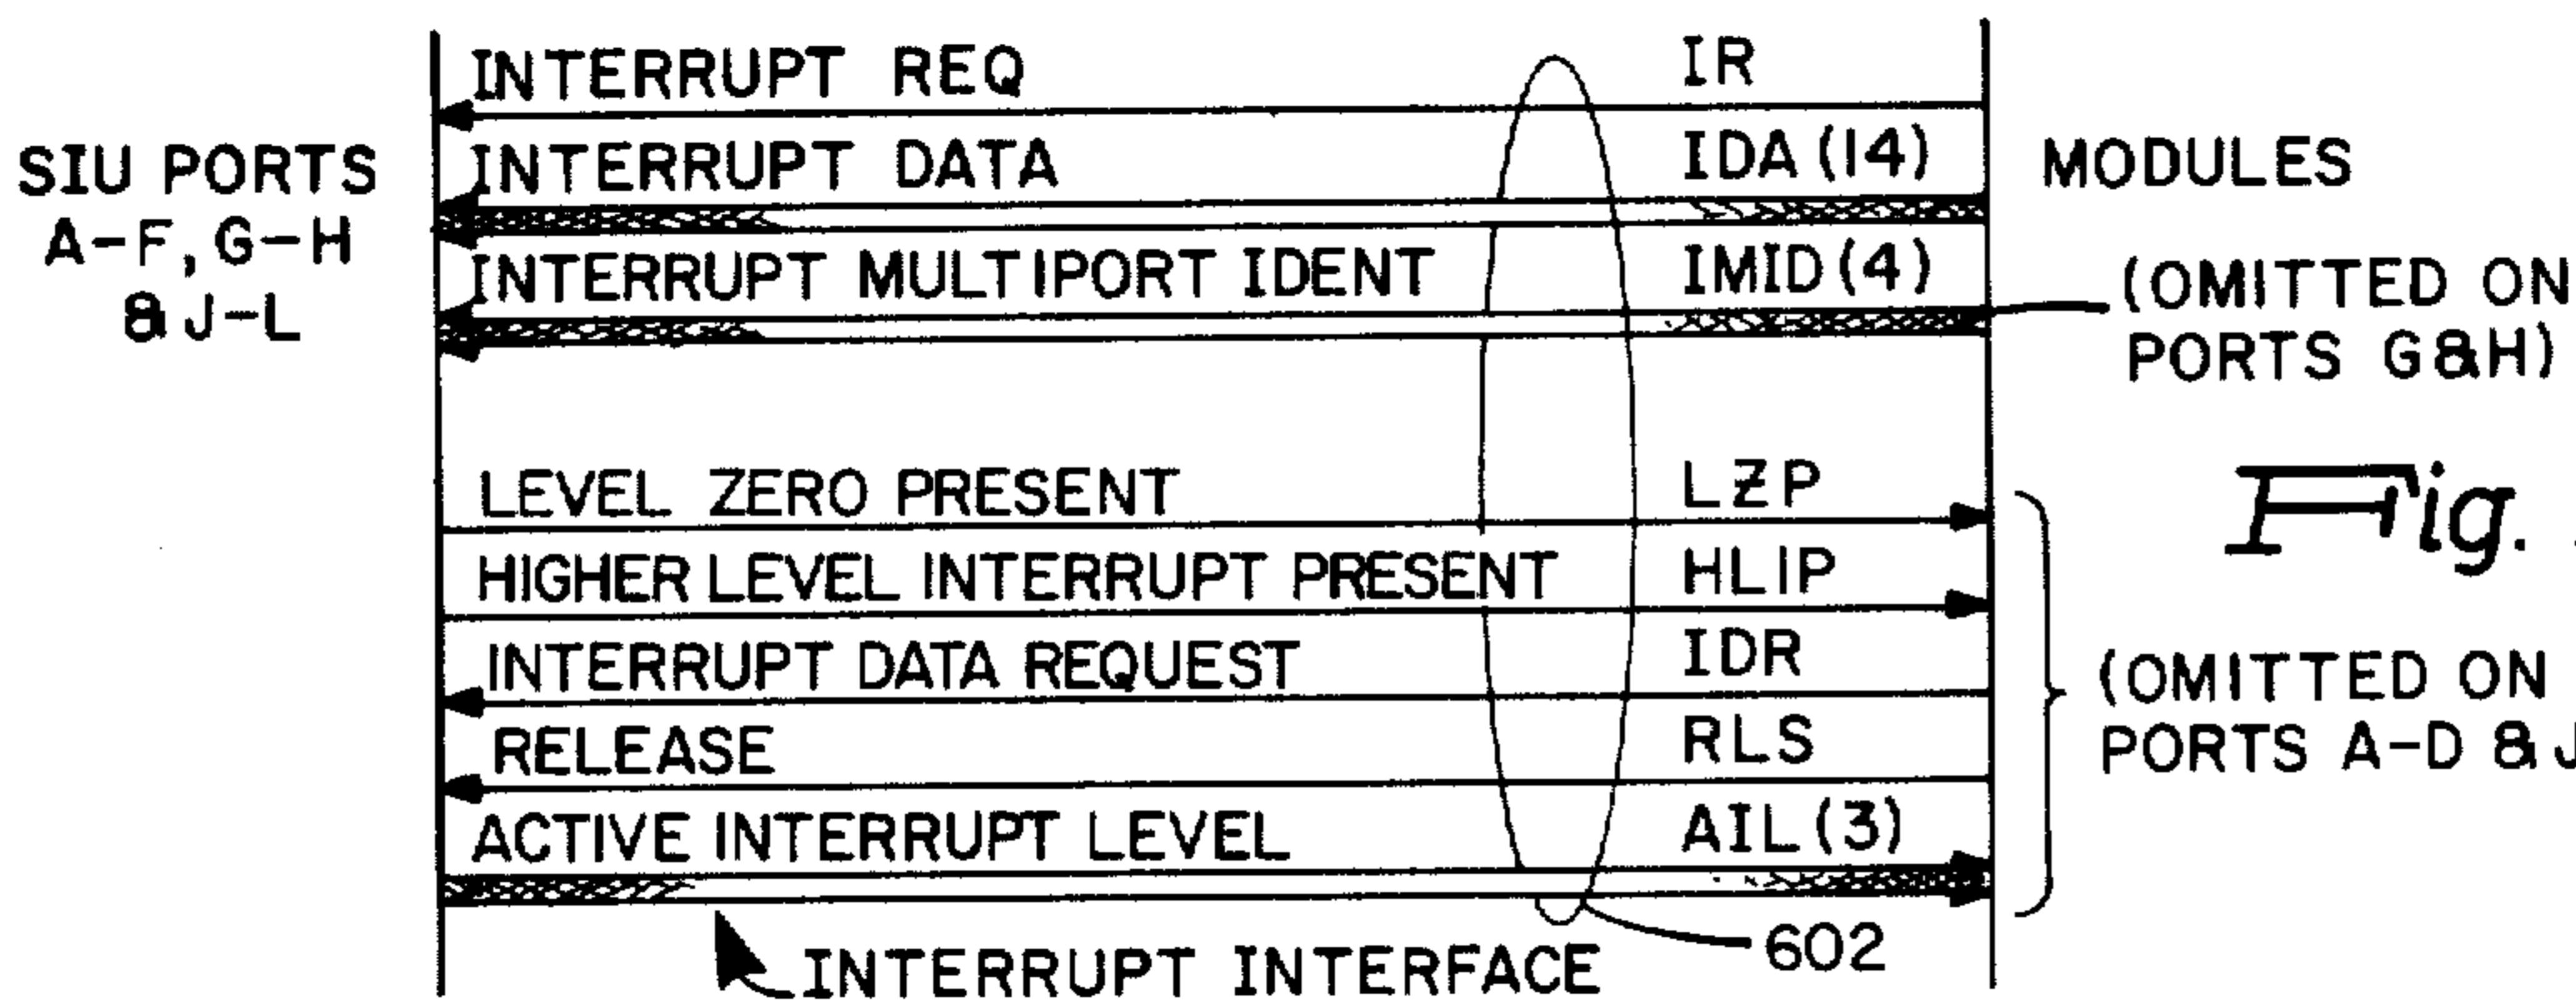 INTERRUPT REQ IR
SIU PORTS
A-F, G-H
& J-L
INTERRUPT DATA IDA (14)
MODULES
INTERRUPT MULTIPORT IDENT IMID (4)
(OMITTED ON
PORTS G&H)
LEVEL ZERO PRESENT LZP
Fig.
HIGHER LEVEL INTERRUPT PRESENT HLIP
INTERRUPT DATA REQUEST IDR
(OMITTED ON
PORTS A-D & J
RELEASE RLS
ACTIVE INTERRUPT LEVEL AIL (3)
602
INTERRUPT INTERFACE